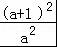 (a+1)²
a²